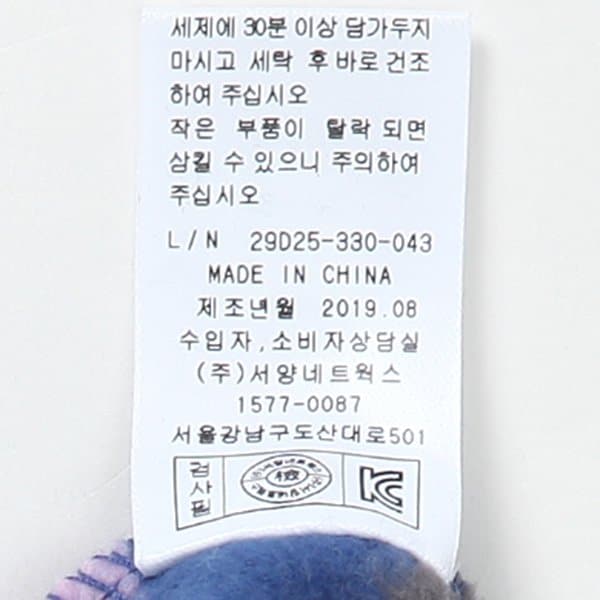 세제에 30분 이상 담가두지
마시고 세탁 후 바로 건조
하여 주십시오
작은 부품이 탈락 되면
삼킬 수 있으니 주의하여
주십시오
L/N 29D25-330-043
MADE IN CHINA
제조년월 2019.08
수입자,소비자상담실
(주)서양네트웍스
1577-0087
서울강남구도산대로501
검사필
檢
KC